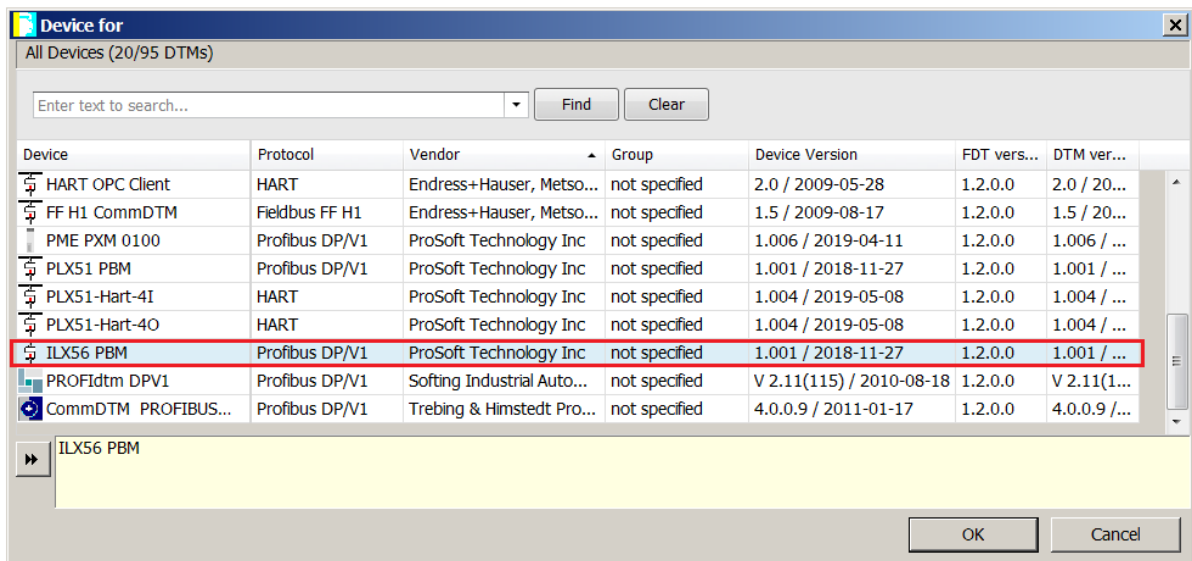 Device for
All Devices (20/95 DTMs)
Enter text to search... Find Clear
Device Protocol Vendor Group Device Version FDT vers... DTM ver...
HART OPC Client HART Endress+Hauser, Metso... not specified 2.0 / 2009-05-28 1.2.0.0 2.0 / 20...
FF H1 CommDTM Fieldbus FF H1 Endress+Hauser, Metso... not specified 1.5 / 2009-08-17 1.2.0.0 1.5 / 20...
PME PXM 0100 Profibus DP/V1 ProSoft Technology Inc not specified 1.006 / 2019-04-11 1.2.0.0 1.006 / ...
PLX51 PBM Profibus DP/V1 ProSoft Technology Inc not specified 1.001 / 2018-11-27 1.2.0.0 1.001 / ...
PLX51-Hart-4I HART ProSoft Technology Inc not specified 1.004 / 2019-05-08 1.2.0.0 1.004 / ...
PLX51-Hart-4O HART ProSoft Technology Inc not specified 1.004 / 2019-05-08 1.2.0.0 1.004 / ...
ILX56 PBM Profibus DP/V1 ProSoft Technology Inc not specified 1.001 / 2018-11-27 1.2.0.0 1.001 / ...
PROFIdtm DPV1 Profibus DP/V1 Softing Industrial Auto... not specified V 2.11(115) / 2010-08-18 1.2.0.0 V 2.11(1...
CommDTM PROFIBUS... Profibus DP/V1 Trebing & Himstedt Pro... not specified 4.0.0.9 / 2011-01-17 1.2.0.0 4.0.0.9 /...
ILX56 PBM
OK Cancel